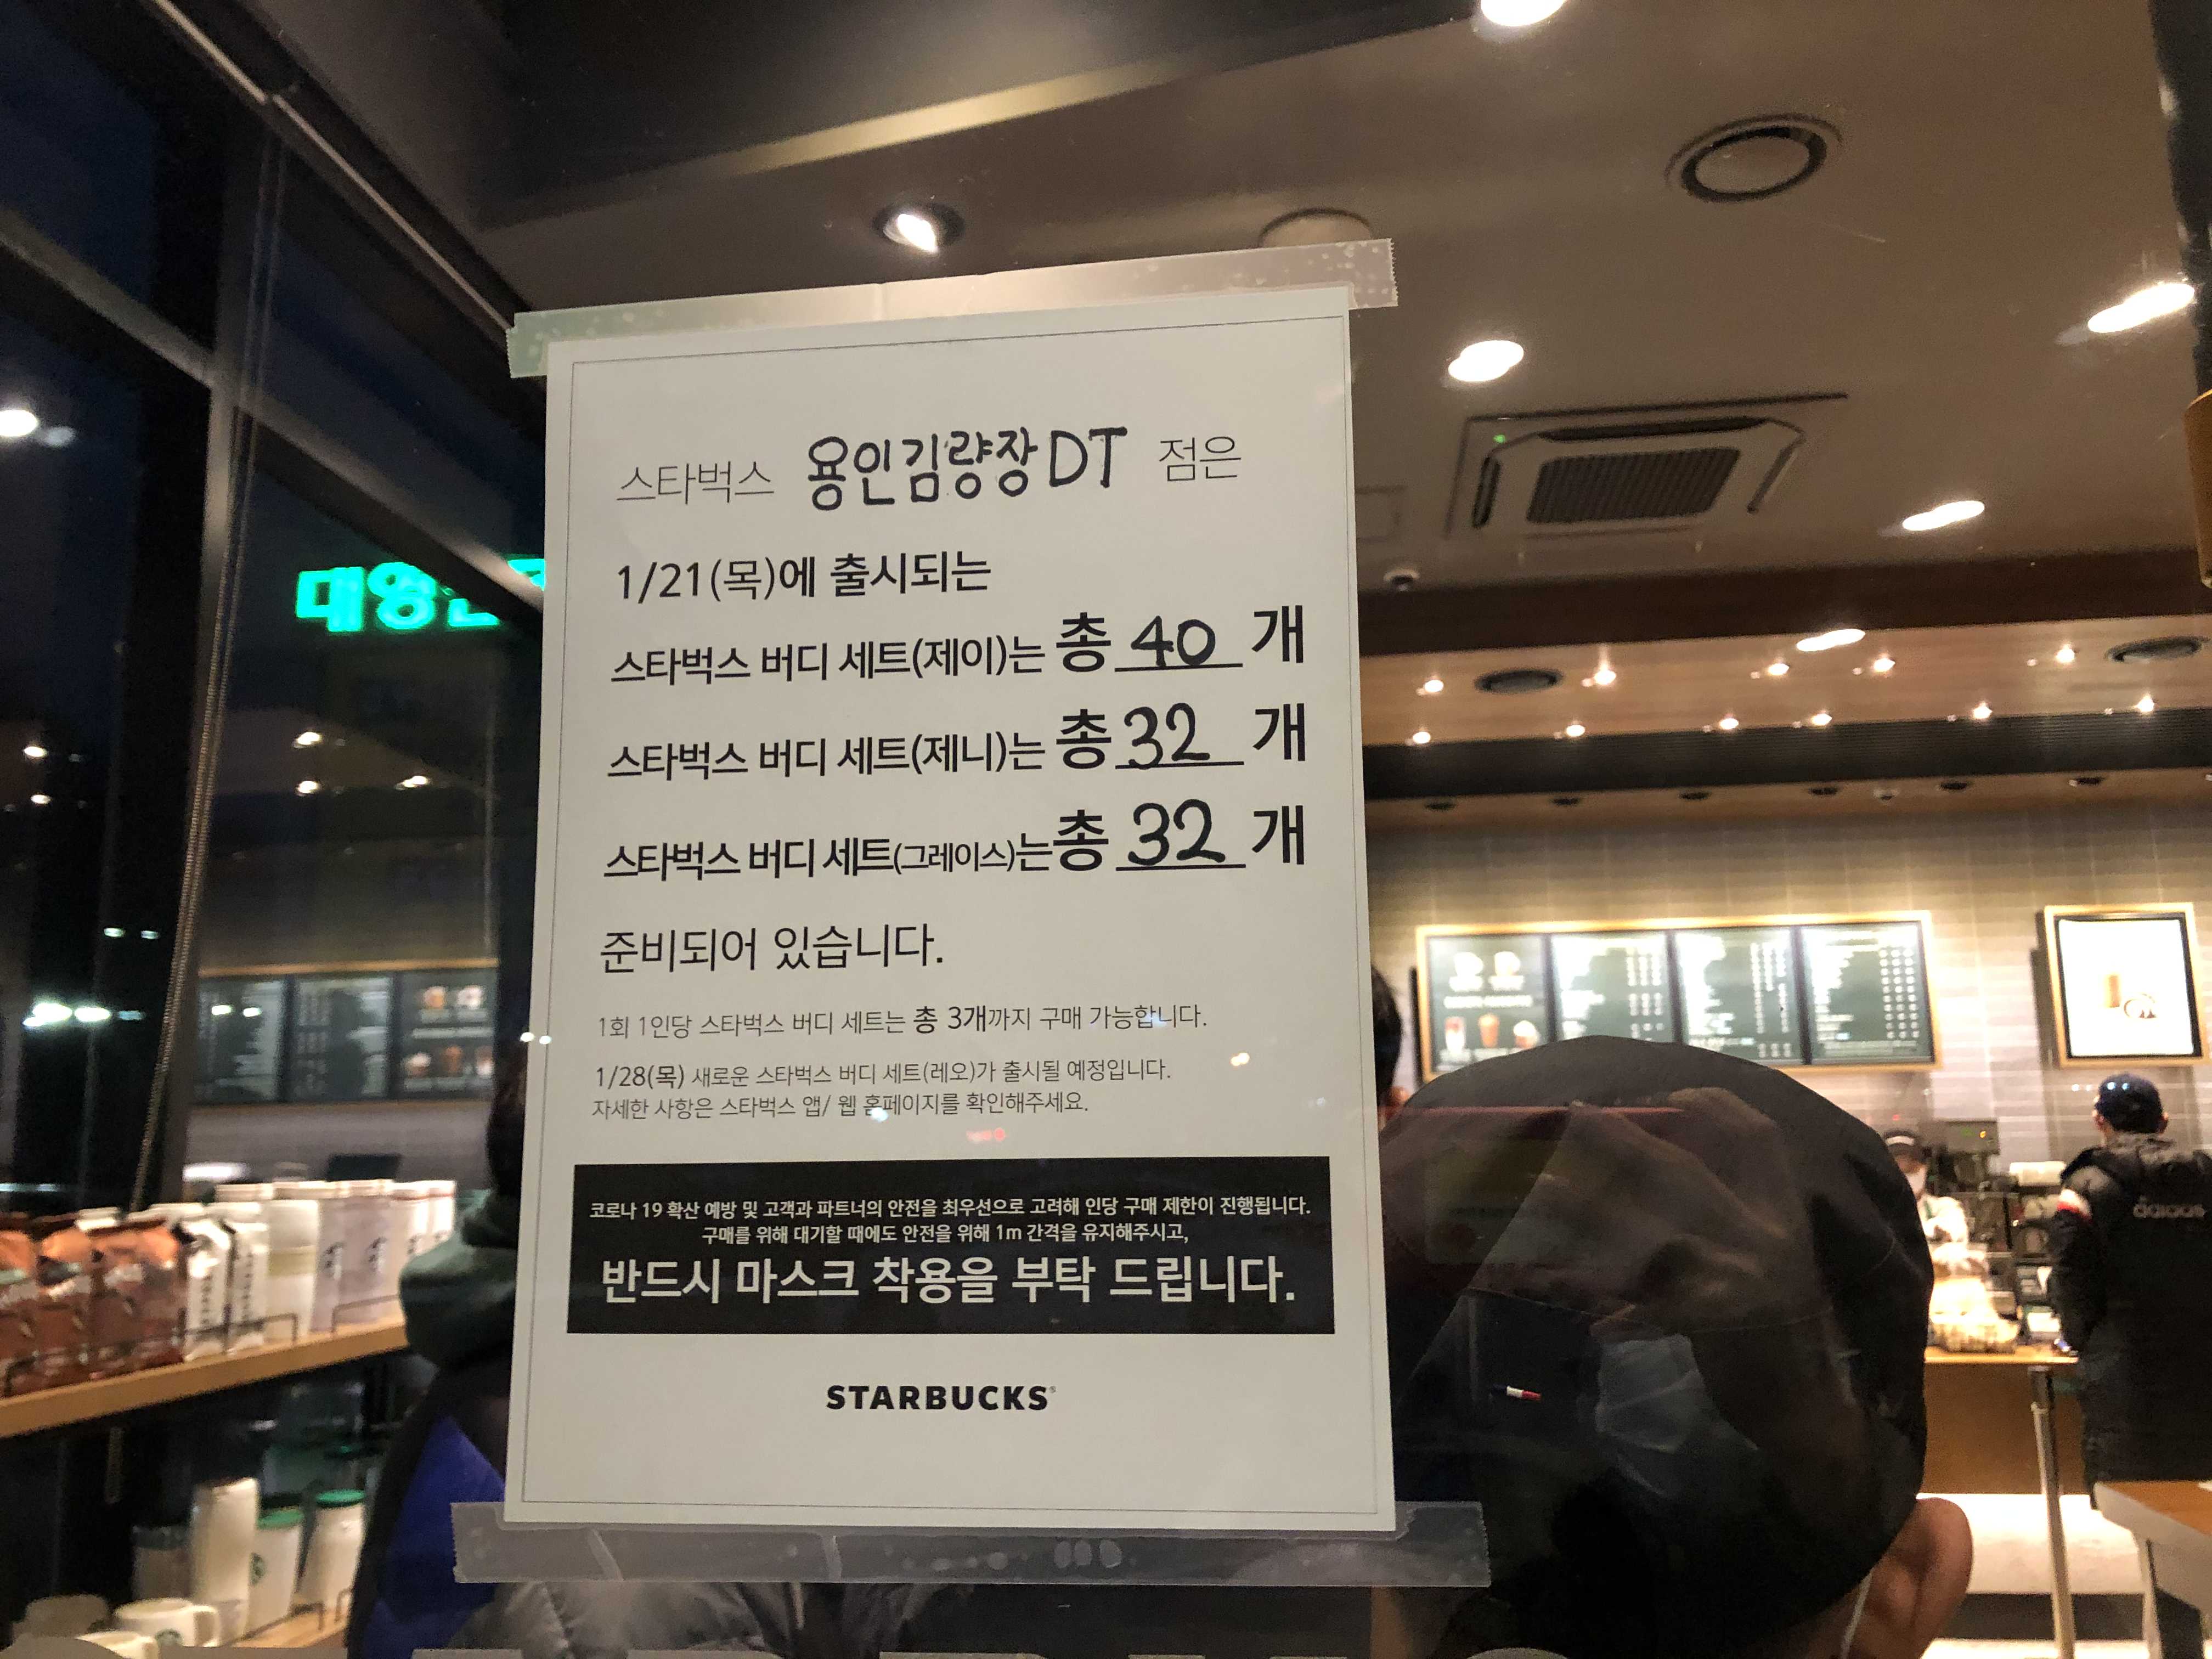 스타벅스 용인김량장DT 점은
1/21(목)에 출시되는
스타벅스 버디 세트(제이)는 총 40 개
스타벅스 버디 세트(제니)는 총 32 개
스타벅스 버디 세트(그레이스)는 총 32 개
준비되어 있습니다.
1회 1인당 스타벅스 버디 세트는 총 3개까지 구매 가능합니다.
1/28(목) 새로운 스타벅스 버디 세트(레오)가 출시될 예정입니다.
자세한 사항은 스타벅스 앱/ 웹 홈페이지를 확인해주세요.
코로나 19 확산 예방 및 고객과 파트너의 안전을 최우선으로 고려해 인당 구매 제한이 진행됩니다.
구매를 위해 대기할 때에도 안전을 위해 1m 간격을 유지해주시고,
반드시 마스크 착용을 부탁 드립니다.
STARBUCKS
대양
adidas